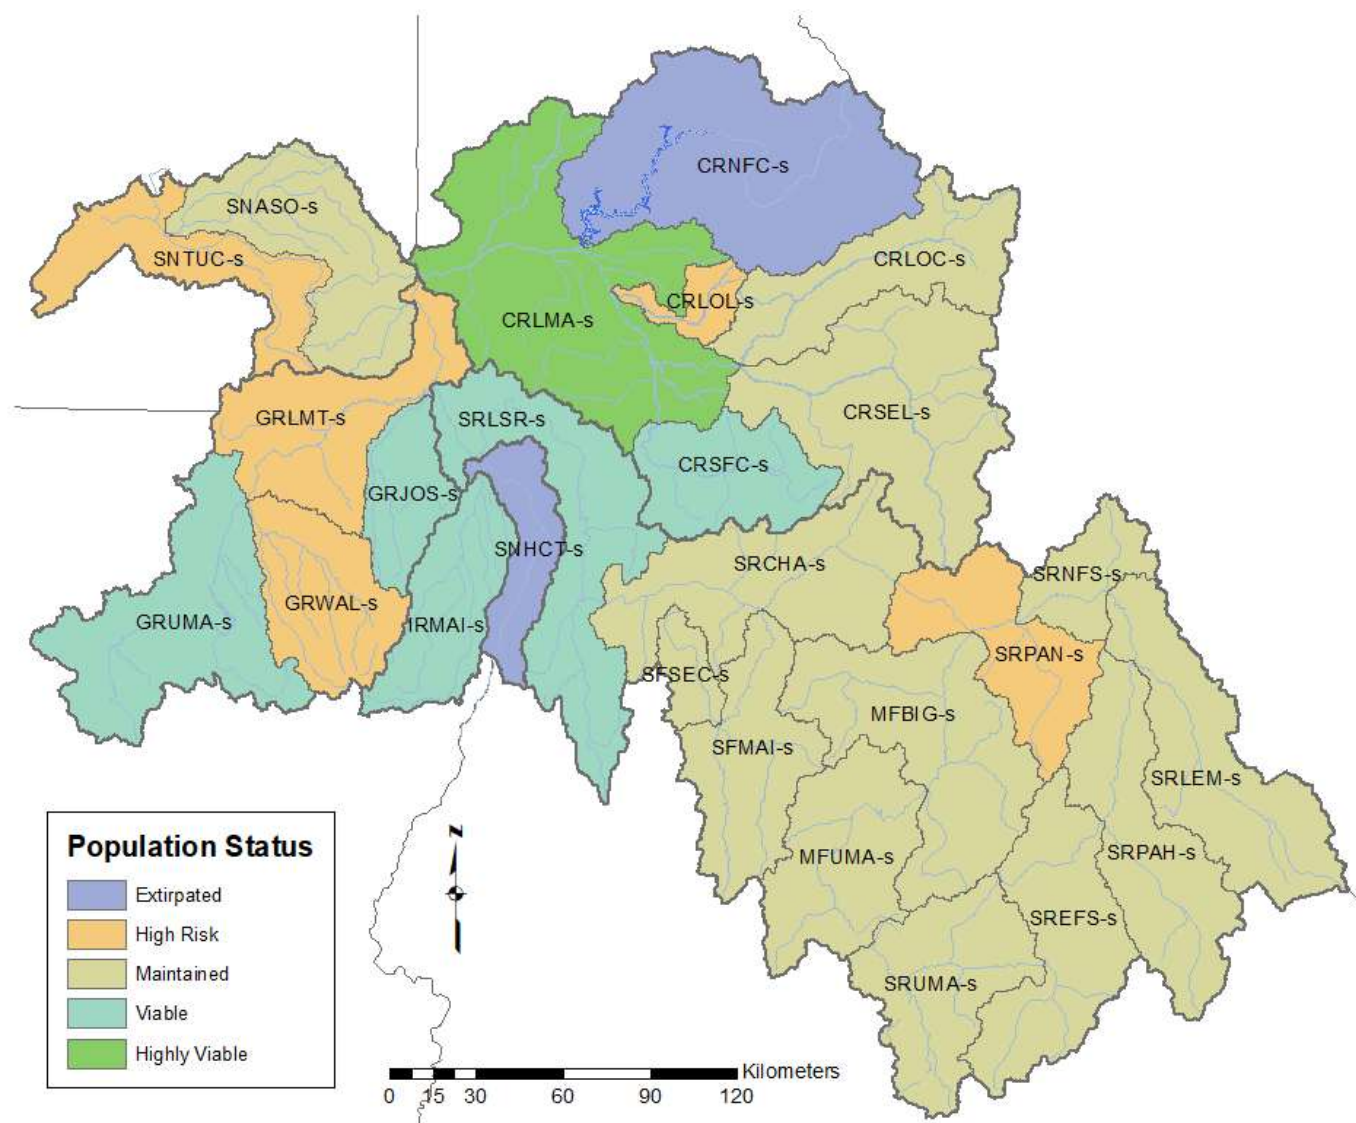 CRNFC-s
SNASO-s
SNTUC-s
CRLOC-s
CRLOL-s
CRLMA-s
GRLMT-s
SRLSR-s
CRSEL-s
CRSFC-s
GRJOS-s
SNHCT-s
SRCHA-s
SRNFS-s
GRWAL-s
GRUMA-s
IRMAI-s
SRPAN-s
SFSEC-s
MFBIG-s
SFMAI-s
SRLEM-s
MFUMA-s
SRPAH-s
SREFS-s
SRUMA-s
Population Status
Extirpated
High Risk
Maintained
Viable
Highly Viable
N
Kilometers
0 15 30 60 90 120